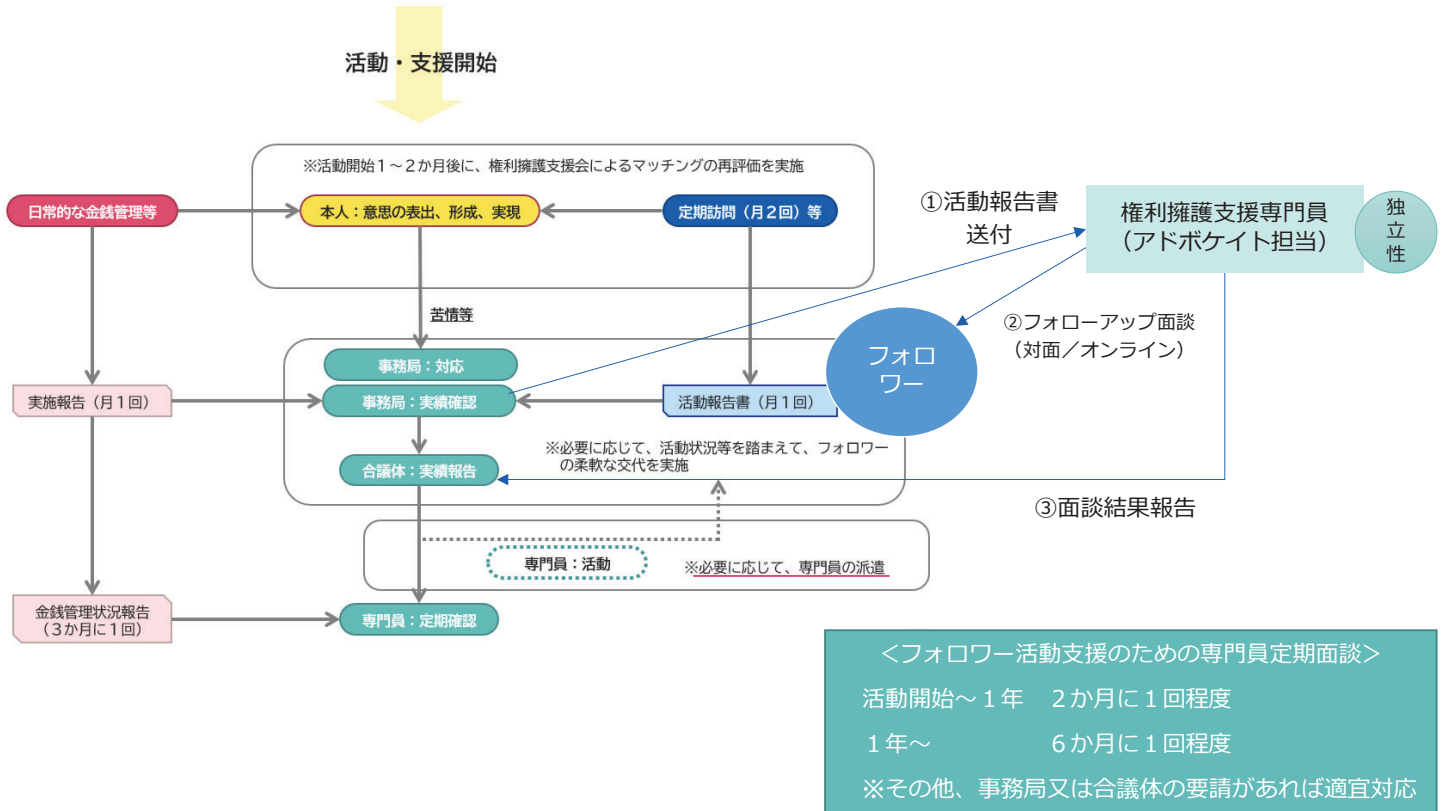 活動・支援開始
※活動開始１～２か月後に、権利擁護支援会によるマッチングの再評価を実施
日常的な金銭管理等
本人：意思の表出、形成、実現
定期訪問（月２回）等
①活動報告書
送付
権利擁護支援専門員
（アドボケイト担当）
独
立
性
苦情等
②フォローアップ面談
（対面／オンライン）
フォロ
ワー
事務局：対応
実施報告（月１回）
事務局：実績確認
活動報告書（月１回）
※必要に応じて、活動状況等を踏まえて、フォロワー
の柔軟な交代を実施
合議体：実績報告
③面談結果報告
専門員：活動
※必要に応じて、専門員の派遣
金銭管理状況報告
（３か月に１回）
専門員：定期確認
＜フォロワー活動支援のための専門員定期面談＞
活動開始～１年　２か月に１回程度
１年～　６か月に１回程度
※その他、事務局又は合議体の要請があれば適宜対応